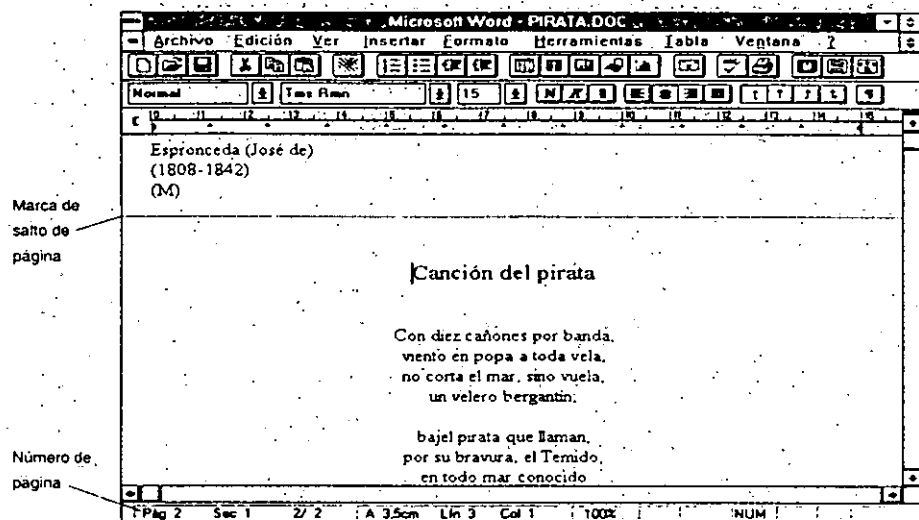 Microsoft Word - PIRATA.DOC
Archivo Edición Ver Insertar Formato Herramientas Tabla Ventana ?
Normal Tms Rmn 15 N K S
Espronceda (José de)
(1808-1842)
(M)
Marca de
salto de
página
Canción del pirata
Con diez cañones por banda,
viento en popa a toda vela,
no corta el mar, sino vuela,
un velero bergantín;
bajel pirata que llaman,
por su bravura, el Temido,
en todo mar conocido
Número de
página
Pág 2 Sec 1 2/ 2 A 3,5cm Lín 3 Col 1 100% NUM